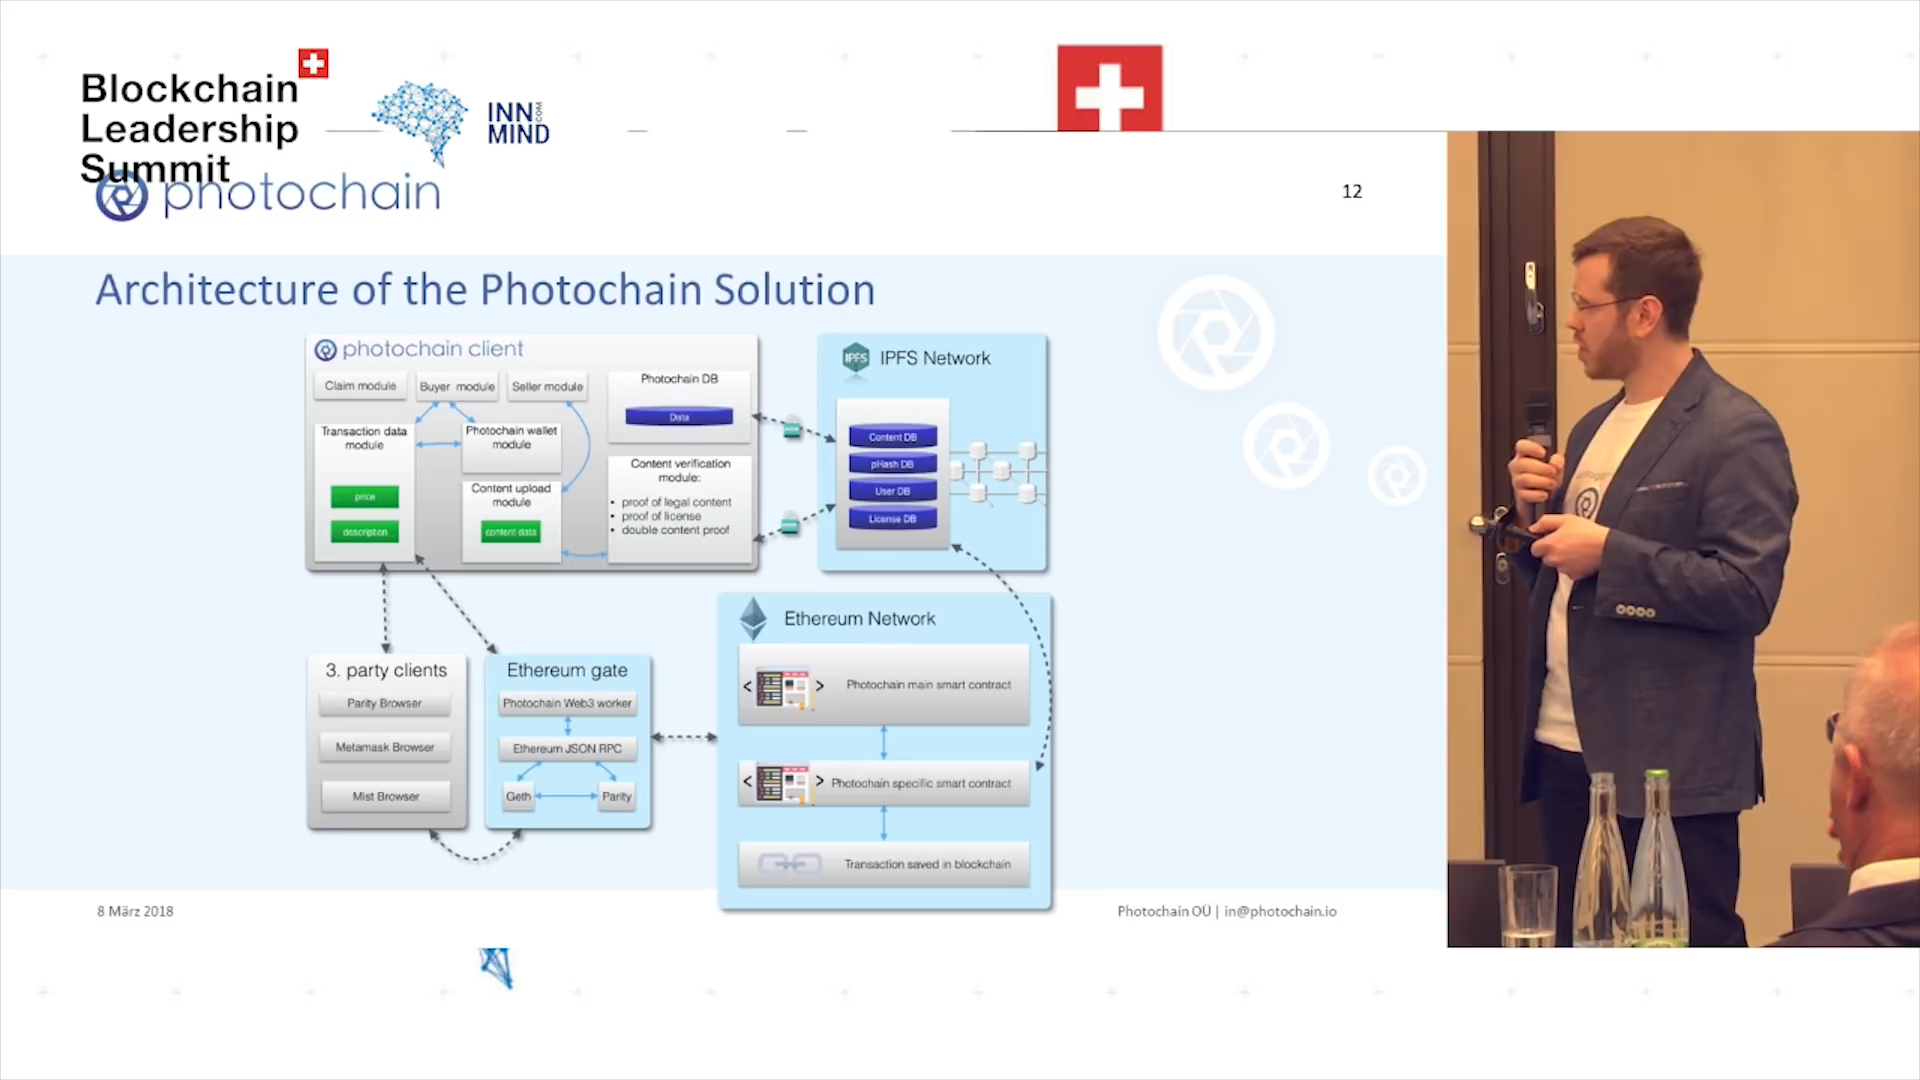 Blockchain
Leadership
Summit
INN
MIND
.COM
photochain
12
Architecture of the Photochain Solution
photochain client
Claim module
Buyer module
Seller module
Photochain DB
Data
Transaction data
module
price
description
Photochain wallet
module
Content upload
module
content data
Content verification
module:
• proof of legal content
• proof of license
• double content proof
IPFS
IPFS Network
Content DB
pHash DB
User DB
License DB
3. party clients
Parity Browser
Metamask Browser
Mist Browser
Ethereum gate
Photochain Web3 worker
Ethereum JSON RPC
Geth
Parity
Ethereum Network
< > Photochain main smart contract
< > Photochain specific smart contract
Transaction saved in blockchain
8 März 2018
Photochain OÜ | in@photochain.io